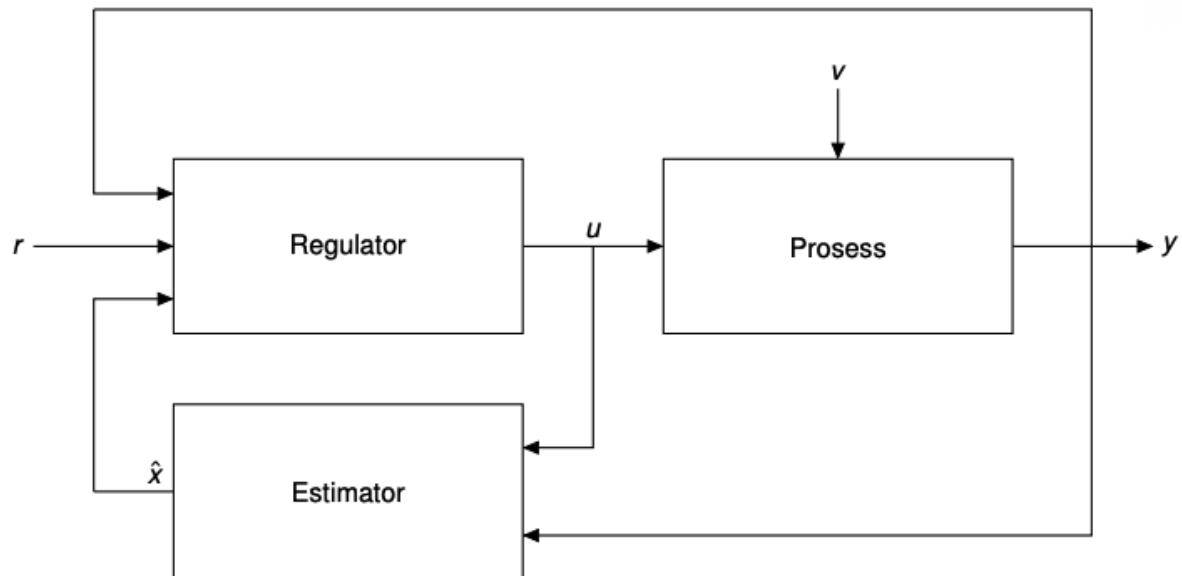 v
r
Regulator
u
Prosess
y
x̂
Estimator